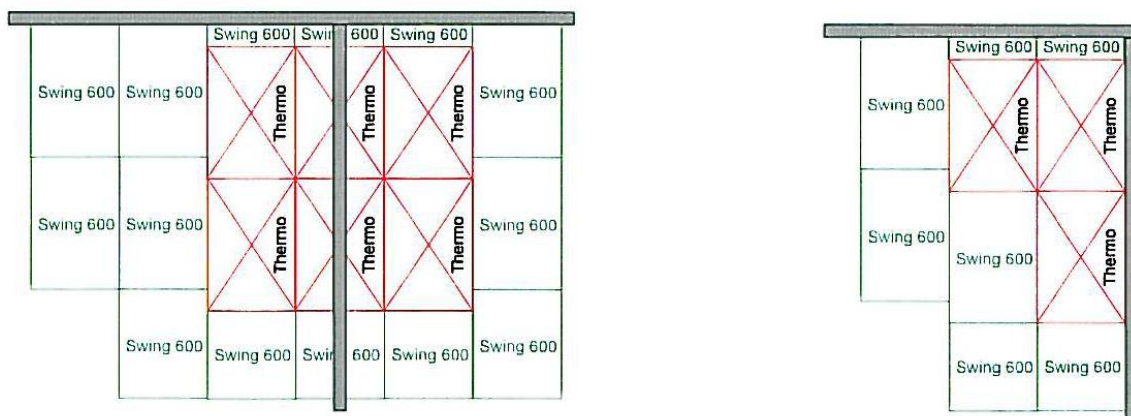 Swing 600 Swin 600 Swing 600
Swing 600 Swing 600 Thermo Thermo Thermo Swing 600
Swing 600 Swing 600 Thermo Thermo Thermo Swing 600
Swing 600 Swing 600 Swin 600 Swing 600 Swing 600
Swing 600 Swing 600
Swing 600 Thermo Thermo
Swing 600 Swing 600 Thermo
Swing 600 Swing 600